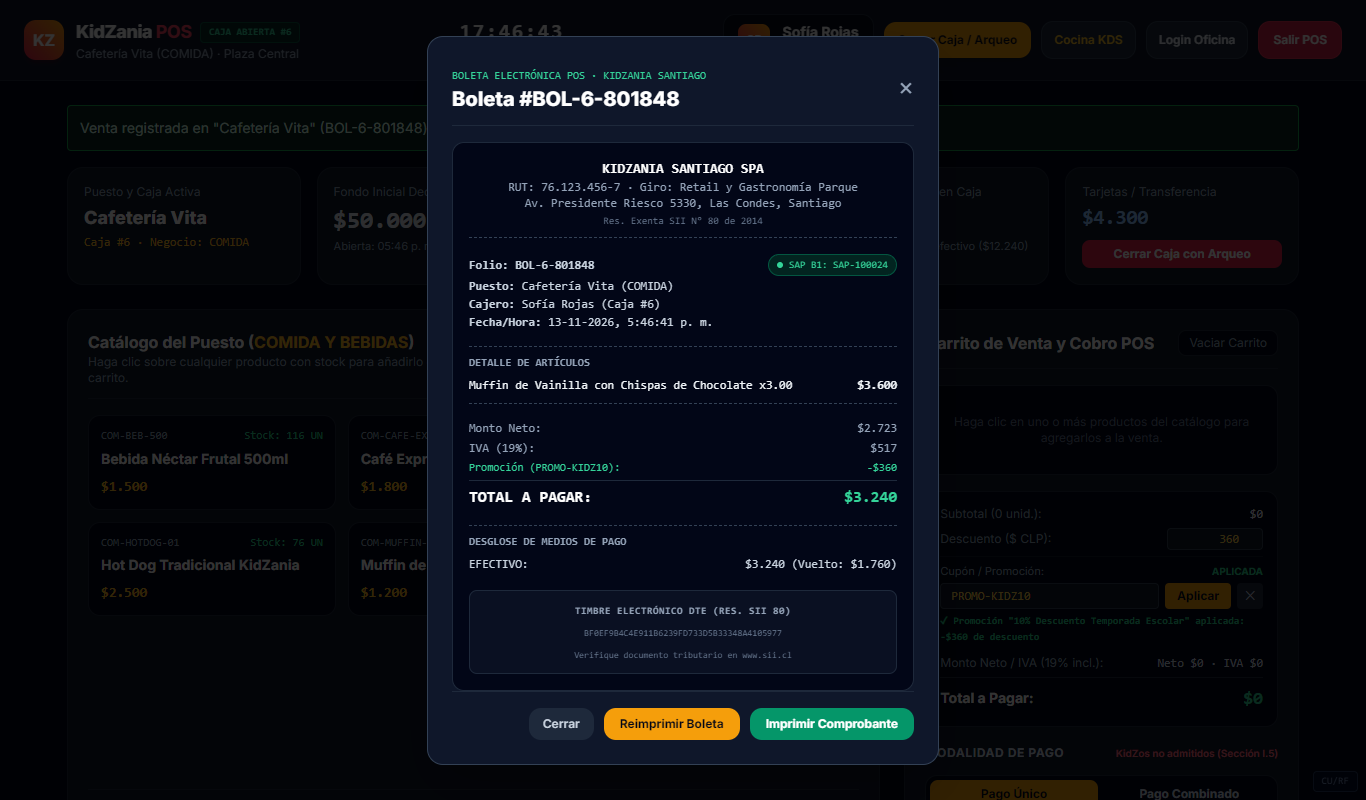 KZ
KidZania POS
CAJA ABIERTA #6
Cafetería Vita (COMIDA) · Plaza Central
17:46:43
Sofía Rojas
Caja / Arqueo
Cocina KDS
Login Oficina
Salir POS
Venta registrada en "Cafetería Vita" (BOL-6-801848)
Puesto y Caja Activa
Cafetería Vita
Caja #6 · Negocio: COMIDA
Fondo Inicial Dec
$50.000
Abierta: 05:46 p. m
en Caja
fectivo ($12.240)
Tarjetas / Transferencia
$4.300
Cerrar Caja con Arqueo
Catálogo del Puesto (COMIDA Y BEBIDAS)
Haga clic sobre cualquier producto con stock para añadirlo
carrito.
COM-BEB-500
Stock: 116 UN
Bebida Néctar Frutal 500ml
$1.500
COM-CAFE-EX
Café Expr
$1.800
COM-HOTDOG-01
Stock: 76 UN
Hot Dog Tradicional KidZania
$2.500
COM-MUFFIN-
Muffin de
$1.200
BOLETA ELECTRÓNICA POS · KIDZANIA SANTIAGO
Boleta #BOL-6-801848
×
KIDZANIA SANTIAGO SPA
RUT: 76.123.456-7 · Giro: Retail y Gastronomía Parque
Av. Presidente Riesco 5330, Las Condes, Santiago
Res. Exenta SII N° 80 de 2014
Folio: BOL-6-801848
SAP B1: SAP-100024
Puesto: Cafetería Vita (COMIDA)
Cajero: Sofía Rojas (Caja #6)
Fecha/Hora: 13-11-2026, 5:46:41 p. m.
DETALLE DE ARTÍCULOS
Muffin de Vainilla con Chispas de Chocolate x3.00 $3.600
Monto Neto: $2.723
IVA (19%): $517
Promoción (PROMO-KIDZ10): -$360
TOTAL A PAGAR: $3.240
DESGLOSE DE MEDIOS DE PAGO
EFECTIVO: $3.240 (Vuelto: $1.760)
TIMBRE ELECTRÓNICO DTE (RES. SII 80)
BF0EF9B4C4E911B6239FD733D5B33348A4105977
Verifique documento tributario en www.sii.cl
Cerrar
Reimprimir Boleta
Imprimir Comprobante
arrito de Venta y Cobro POS
Vaciar Carrito
Haga clic en uno o más productos del catálogo para
agregarlos a la venta.
Subtotal (0 unid.): $0
Descuento ($ CLP): 360
Cupón / Promoción: APLICADA
PROMO-KIDZ10
Aplicar
×
✓ Promoción "10% Descuento Temporada Escolar" aplicada:
-$360 de descuento
Monto Neto / IVA (19% incl.): Neto $0 · IVA $0
Total a Pagar: $0
ODALIDAD DE PAGO
KidZos no admitidos (Sección I.5)
Pago Único
Pago Combinado
CU/RF